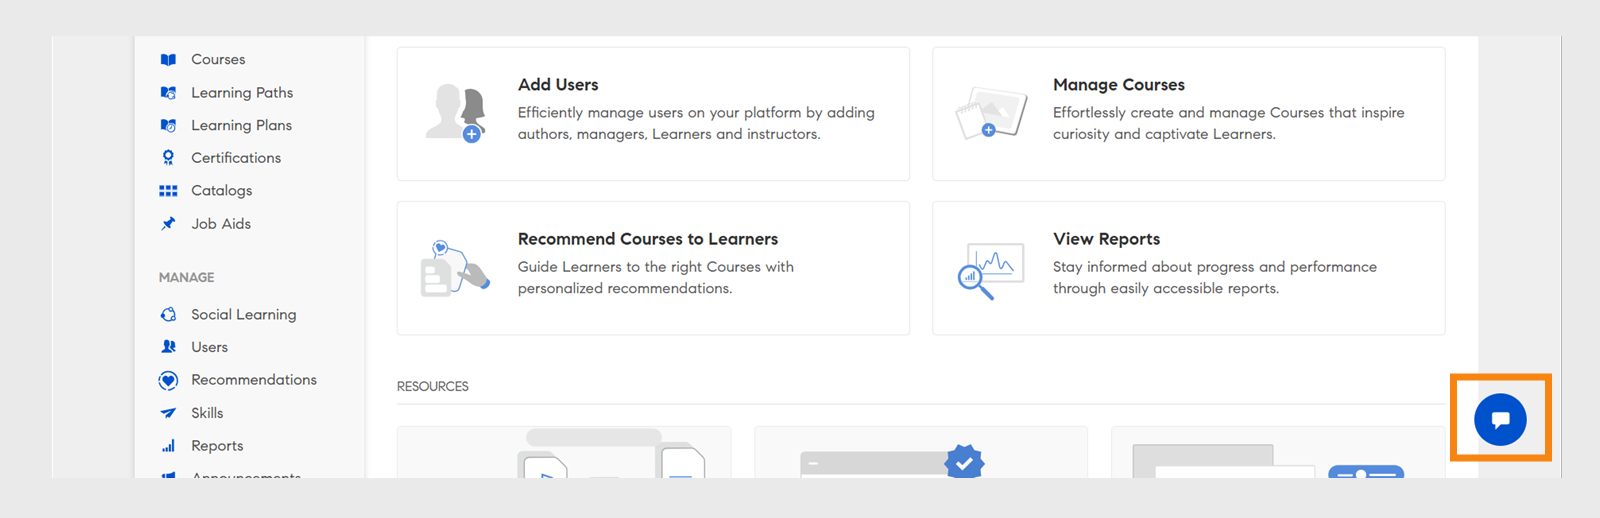 Courses
Learning Paths
Learning Plans
Certifications
Catalogs
Job Aids
MANAGE
Social Learning
Users
Recommendations
Skills
Reports
Announcements
Add Users
Efficiently manage users on your platform by adding
authors, managers, Learners and instructors.
Manage Courses
Effortlessly create and manage Courses that inspire
curiosity and captivate Learners.
Recommend Courses to Learners
Guide Learners to the right Courses with
personalized recommendations.
View Reports
Stay informed about progress and performance
through easily accessible reports.
RESOURCES